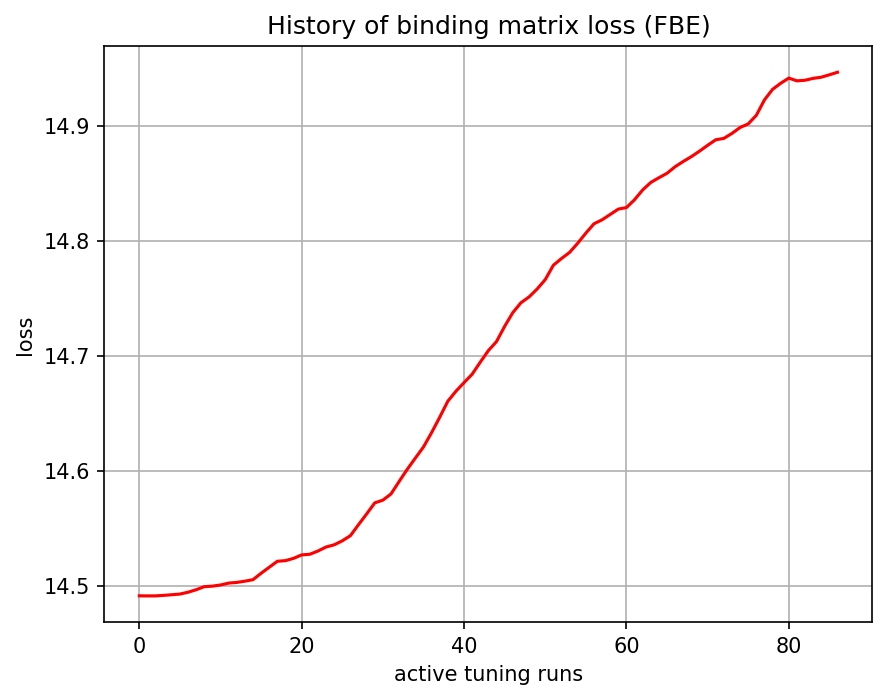 History of binding matrix loss (FBE)
loss
14.9
14.8
14.7
14.6
14.5
0 20 40 60 80
active tuning runs